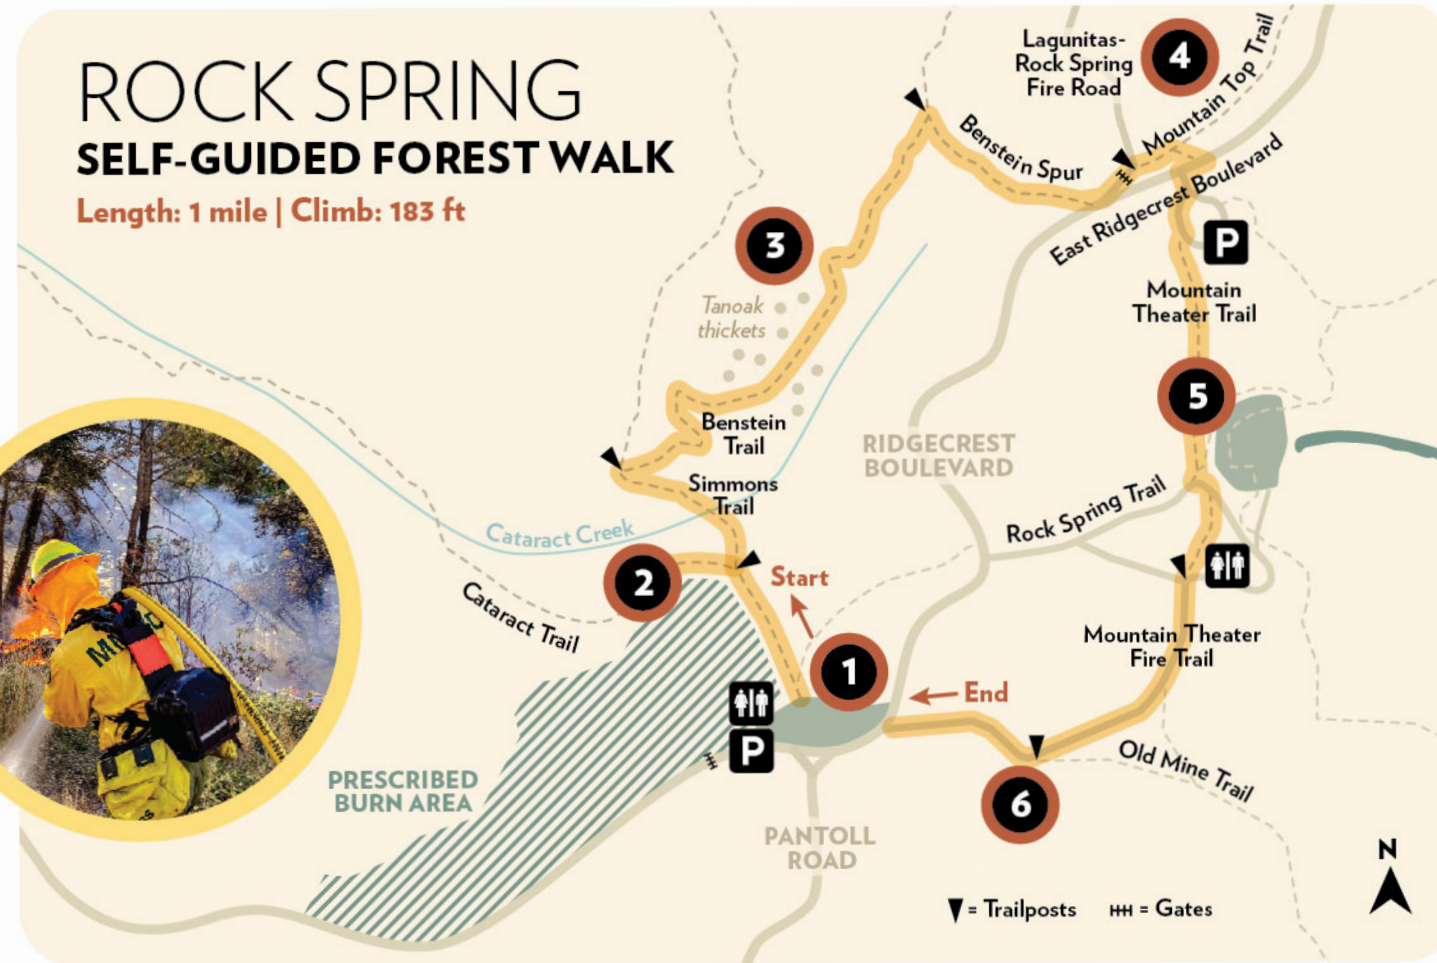 ROCK SPRING
SELF-GUIDED FOREST WALK
Length: 1 mile | Climb: 183 ft
Lagunitas-
Rock Spring
Fire Road
4
Mountain Top Trail
Benstein Spur
East Ridgecrest Boulevard
3
P
Tanoak
thickets
Mountain
Theater Trail
5
Benstein
Trail
RIDGECREST
BOULEVARD
Simmons
Trail
Rock Spring Trail
Cataract Creek
2
Start
Cataract Trail
Mountain Theater
Fire Trail
1
End
P
Old Mine Trail
PRESCRIBED
BURN AREA
6
PANTOLL
ROAD
N
= Trailposts
= Gates